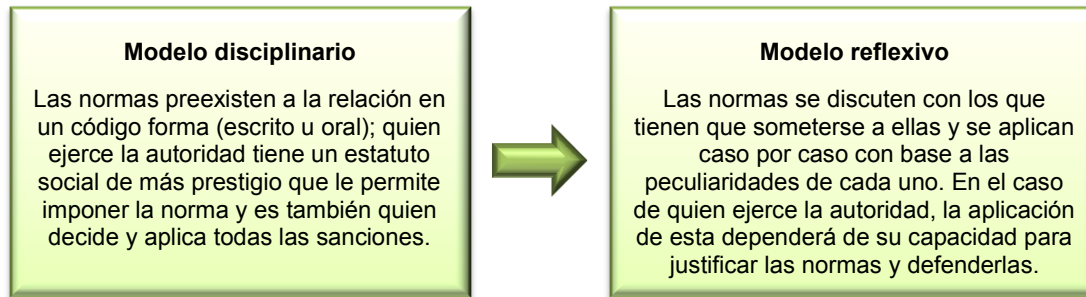 Modelo disciplinario
Las normas preexisten a la relación en
un código forma (escrito u oral); quien
ejerce la autoridad tiene un estatuto
social de más prestigio que le permite
imponer la norma y es también quien
decide y aplica todas las sanciones.
Modelo reflexivo
Las normas se discuten con los que
tienen que someterse a ellas y se aplican
caso por caso con base a las
peculiaridades de cada uno. En el caso
de quien ejerce la autoridad, la aplicación
de esta dependerá de su capacidad para
justificar las normas y defenderlas.